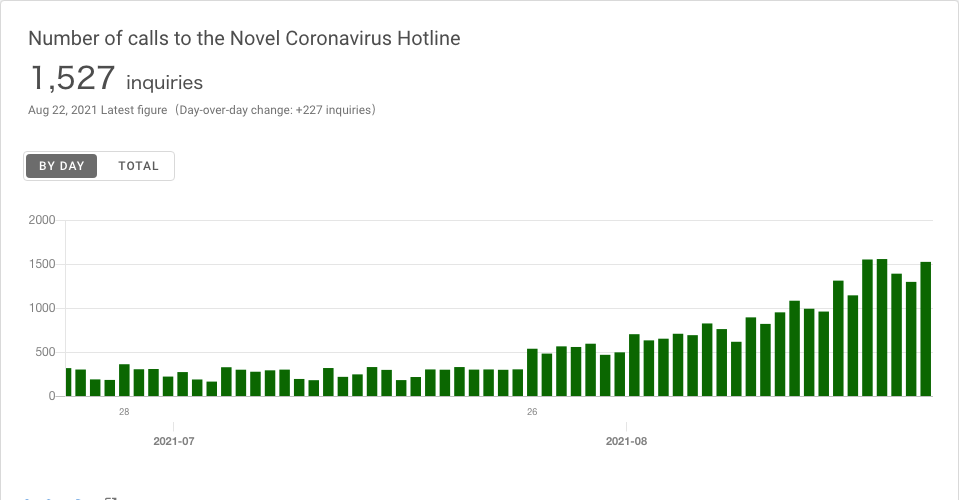 Number of calls to the Novel Coronavirus Hotline
1,527 inquiries
Aug 22, 2021 Latest figure（Day-over-day change: +227 inquiries）
BY DAY TOTAL
2000
1500
1000
500
0
28 26
2021-07 2021-08